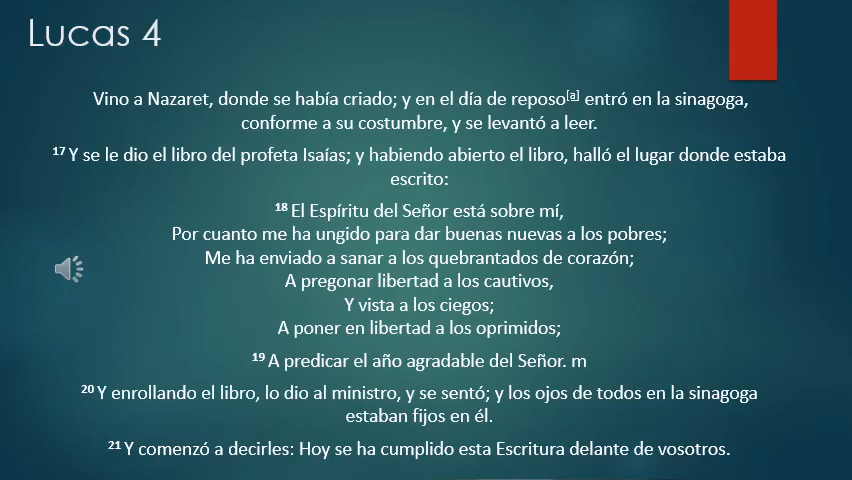 Lucas 4
Vino a Nazaret, donde se había criado; y en el día de reposo[a] entró en la sinagoga,
conforme a su costumbre, y se levantó a leer.
17 Y se le dio el libro del profeta Isaías; y habiendo abierto el libro, halló el lugar donde estaba
escrito:
18 El Espíritu del Señor está sobre mí,
Por cuanto me ha ungido para dar buenas nuevas a los pobres;
Me ha enviado a sanar a los quebrantados de corazón;
A pregonar libertad a los cautivos,
Y vista a los ciegos;
A poner en libertad a los oprimidos;
19 A predicar el año agradable del Señor. m
20 Y enrollando el libro, lo dio al ministro, y se sentó; y los ojos de todos en la sinagoga
estaban fijos en él.
21 Y comenzó a decirles: Hoy se ha cumplido esta Escritura delante de vosotros.